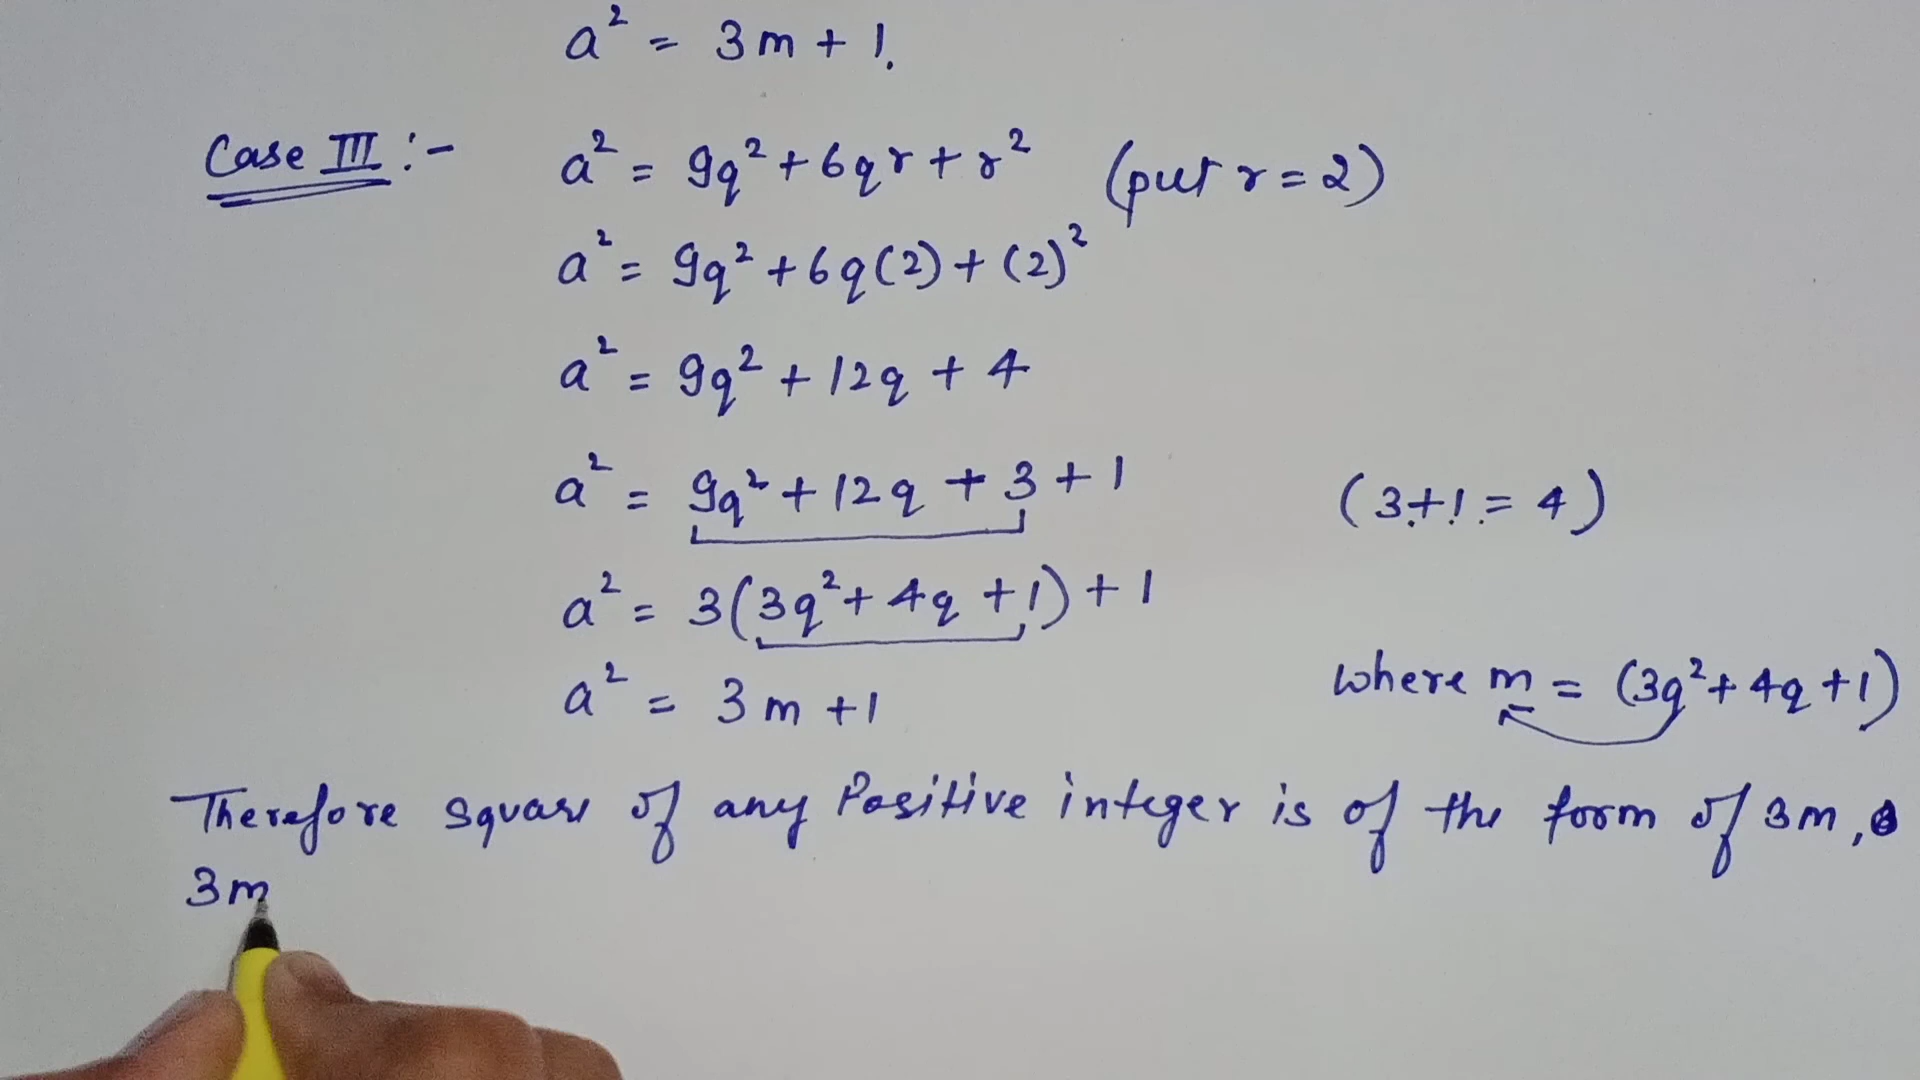 a² = 3m + 1.
Case III :- a² = 9q² + 6qr + r² (put r = 2)
a² = 9q² + 6q(2) + (2)²
a² = 9q² + 12q + 4
a² = 9q² + 12q + 3 + 1 (3+1 = 4)
a² = 3(3q² + 4q + 1) + 1
a² = 3m + 1 where m = (3q² + 4q + 1)
Therefore square of any Positive integer is of the form of 3m,
3m